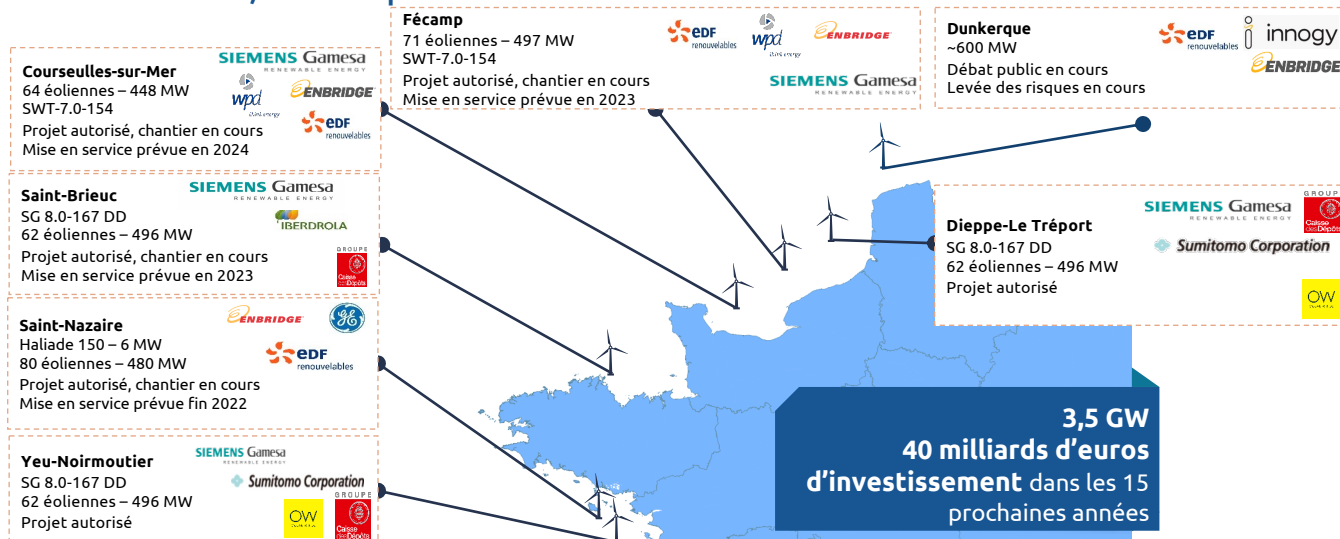 Fécamp
71 éoliennes – 497 MW
SWT-7.0-154
Projet autorisé, chantier en cours
Mise en service prévue en 2023
eDF
renouvelables
wpd
think energy
ENBRIDGE
SIEMENS Gamesa
RENEWABLE ENERGY
Dunkerque
~600 MW
Débat public en cours
Levée des risques en cours
eDF
renouvelables
innogy
ENBRIDGE
Courseulles-sur-Mer
64 éoliennes – 448 MW
SWT-7.0-154
Projet autorisé, chantier en cours
Mise en service prévue en 2024
SIEMENS Gamesa
RENEWABLE ENERGY
wpd
think energy
ENBRIDGE
eDF
renouvelables
Saint-Brieuc
SG 8.0-167 DD
62 éoliennes – 496 MW
Projet autorisé, chantier en cours
Mise en service prévue en 2023
SIEMENS Gamesa
RENEWABLE ENERGY
IBERDROLA
GROUPE
Caisse
des Dépôts
Dieppe-Le Tréport
SG 8.0-167 DD
62 éoliennes – 496 MW
Projet autorisé
SIEMENS Gamesa
RENEWABLE ENERGY
GROUPE
Caisse
des Dépôts
Sumitomo Corporation
OW
Saint-Nazaire
Haliade 150 – 6 MW
80 éoliennes – 480 MW
Projet autorisé, chantier en cours
Mise en service prévue fin 2022
ENBRIDGE
GE
eDF
renouvelables
Yeu-Noirmoutier
SG 8.0-167 DD
62 éoliennes – 496 MW
Projet autorisé
SIEMENS Gamesa
RENEWABLE ENERGY
Sumitomo Corporation
OW
GROUPE
Caisse
des Dépôts
3,5 GW
40 milliards d’euros
d’investissement dans les 15
prochaines années